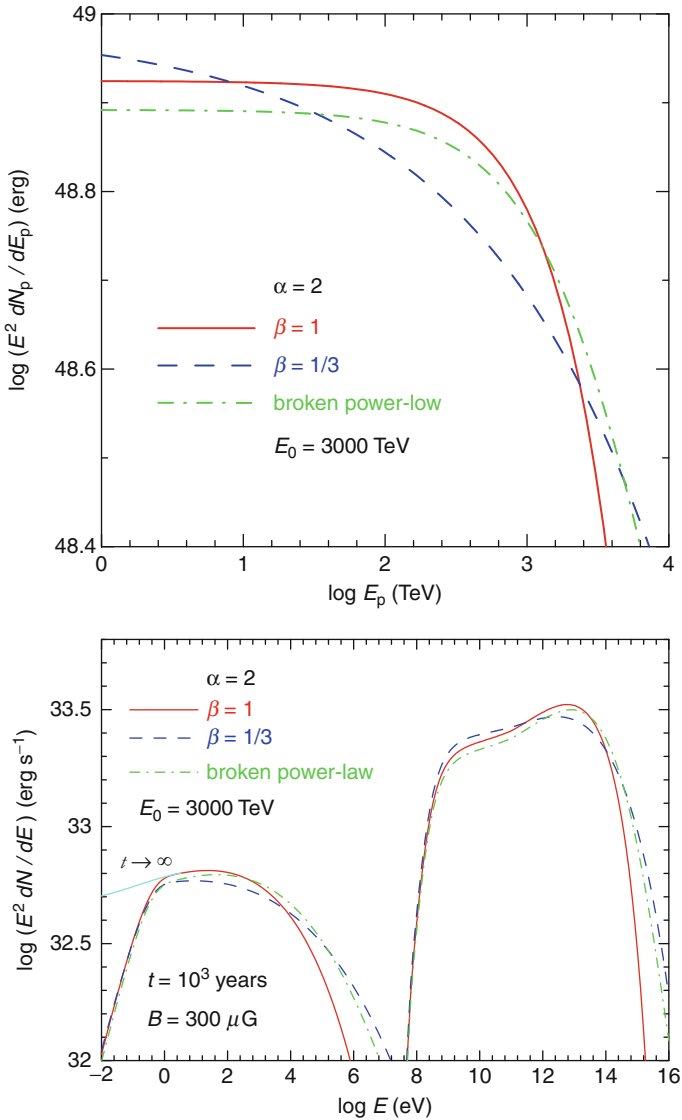 49
48.8
48.6
48.4
log (E² dNₚ / dEₚ) (erg)
α = 2
β = 1
β = 1/3
broken power-low
E₀ = 3000 TeV
0 1 2 3 4
log Eₚ (TeV)
33.5
33
32.5
32
log (E² dN / dE ) (erg s⁻¹)
α = 2
β = 1
β = 1/3
broken power-law
E₀ = 3000 TeV
t → ∞
t = 10³ years
B = 300 μG
−2 0 2 4 6 8 10 12 14 16
log E (eV)